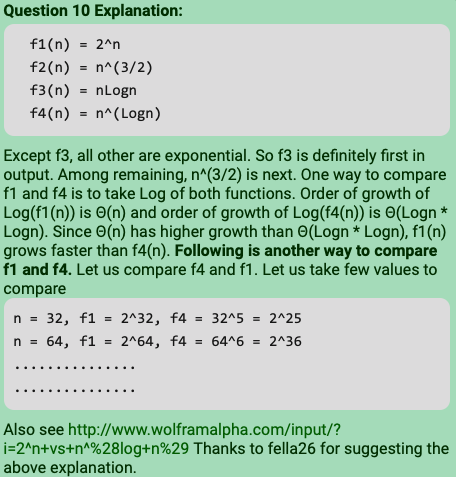 Question 10 Explanation:
f1(n) = 2^n
f2(n) = n^(3/2)
f3(n) = nLogn
f4(n) = n^(Logn)
Except f3, all other are exponential. So f3 is definitely first in
output. Among remaining, n^(3/2) is next. One way to compare
f1 and f4 is to take Log of both functions. Order of growth of
Log(f1(n)) is Θ(n) and order of growth of Log(f4(n)) is Θ(Logn *
Logn). Since Θ(n) has higher growth than Θ(Logn * Logn), f1(n)
grows faster than f4(n). Following is another way to compare
f1 and f4. Let us compare f4 and f1. Let us take few values to
compare
n = 32, f1 = 2^32, f4 = 32^5 = 2^25
n = 64, f1 = 2^64, f4 = 64^6 = 2^36
...............
...............
Also see http://www.wolframalpha.com/input/?
i=2^n+vs+n^%28log+n%29 Thanks to fella26 for suggesting the
above explanation.